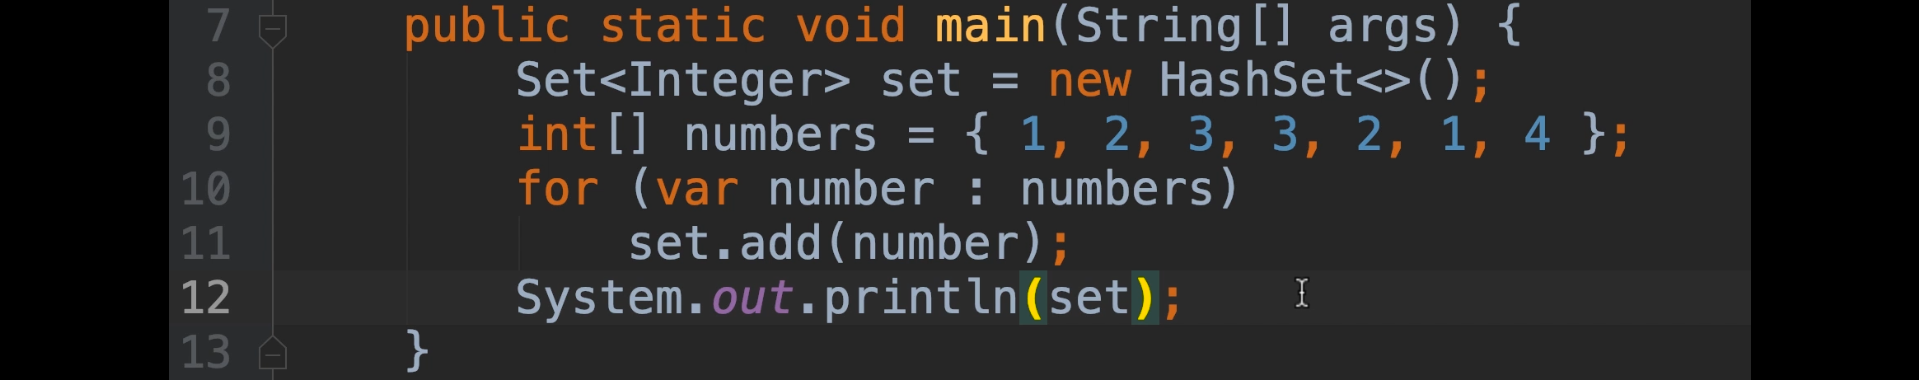 7 public static void main(String[] args) {
8 Set<Integer> set = new HashSet<>();
9 int[] numbers = { 1, 2, 3, 3, 2, 1, 4 };
10 for (var number : numbers)
11 set.add(number);
12 System.out.println(set);
13 }